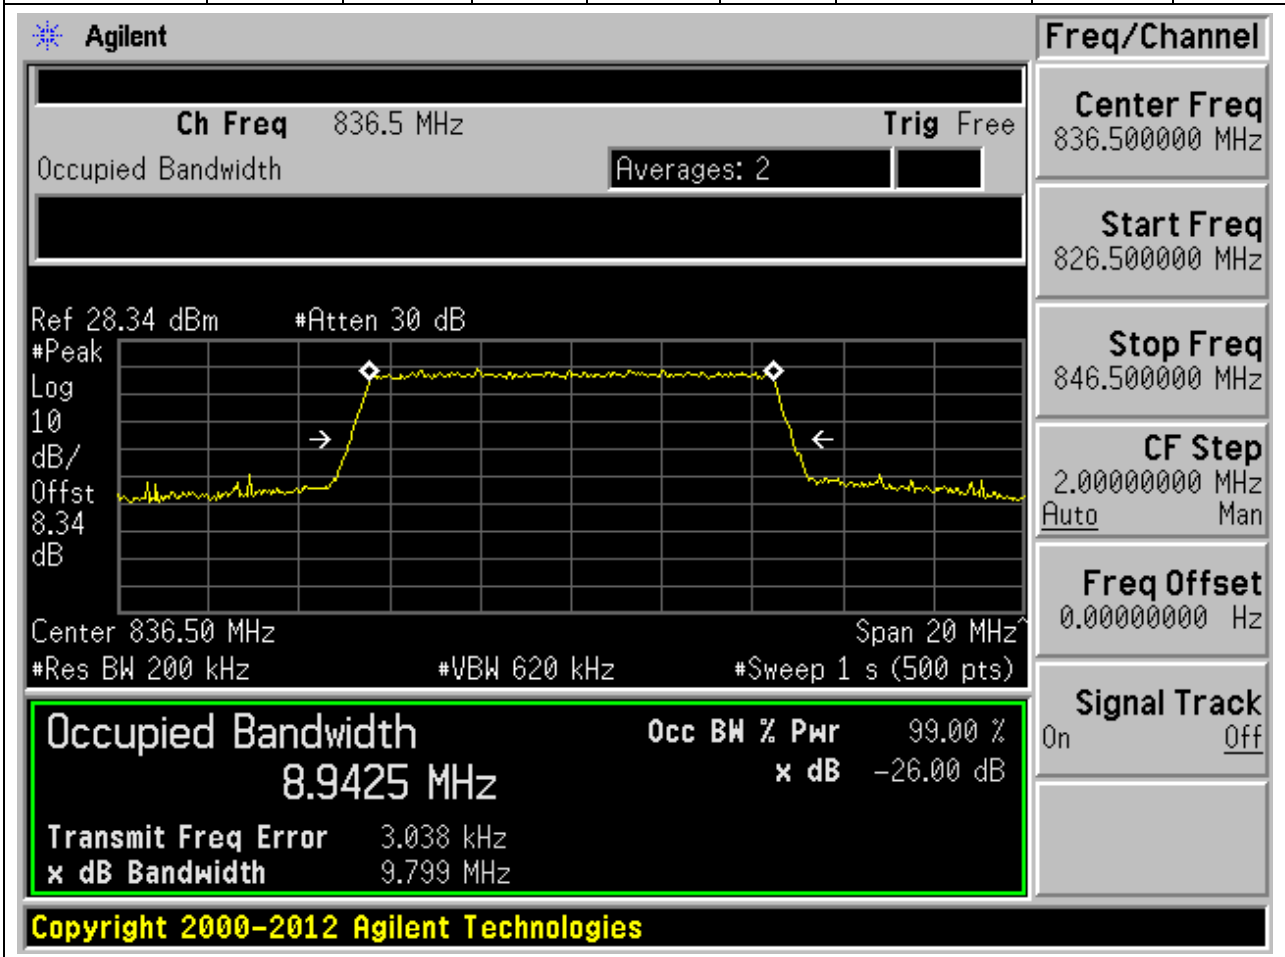 Agilent
Freq/Channel
Ch Freq 836.5 MHz Trig Free
Occupied Bandwidth Averages: 2
Center Freq
836.500000 MHz
Start Freq
826.500000 MHz
Stop Freq
846.500000 MHz
CF Step
2.00000000 MHz
Auto Man
Freq Offset
0.00000000 Hz
Signal Track
On Off
Ref 28.34 dBm #Atten 30 dB
#Peak
Log
10
dB/
Offst
8.34
dB
Center 836.50 MHz Span 20 MHz^
#Res BW 200 kHz #VBW 620 kHz #Sweep 1 s (500 pts)
Occupied Bandwidth
8.9425 MHz
Occ BW % Pwr 99.00 %
x dB -26.00 dB
Transmit Freq Error 3.038 kHz
x dB Bandwidth 9.799 MHz
Copyright 2000-2012 Agilent Technologies